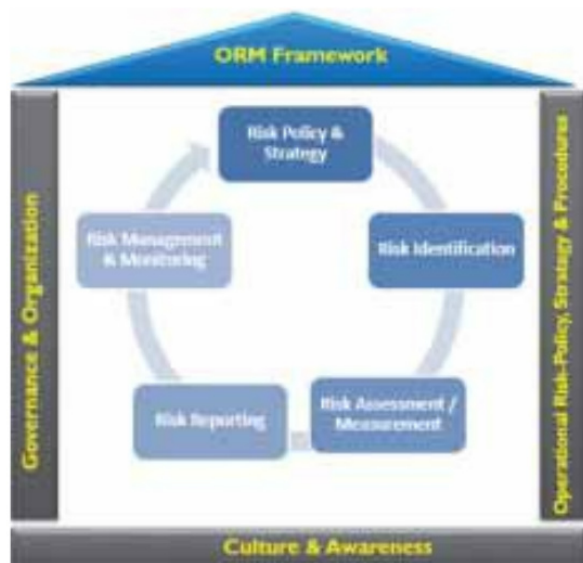 ORM Framework
Governance & Organization
Risk Policy &
Strategy
Risk Identification
Risk Assessment /
Measurement
Risk Reporting
Risk Management
& Monitoring
Operational Risk-Policy, Strategy & Procedures
Culture & Awareness